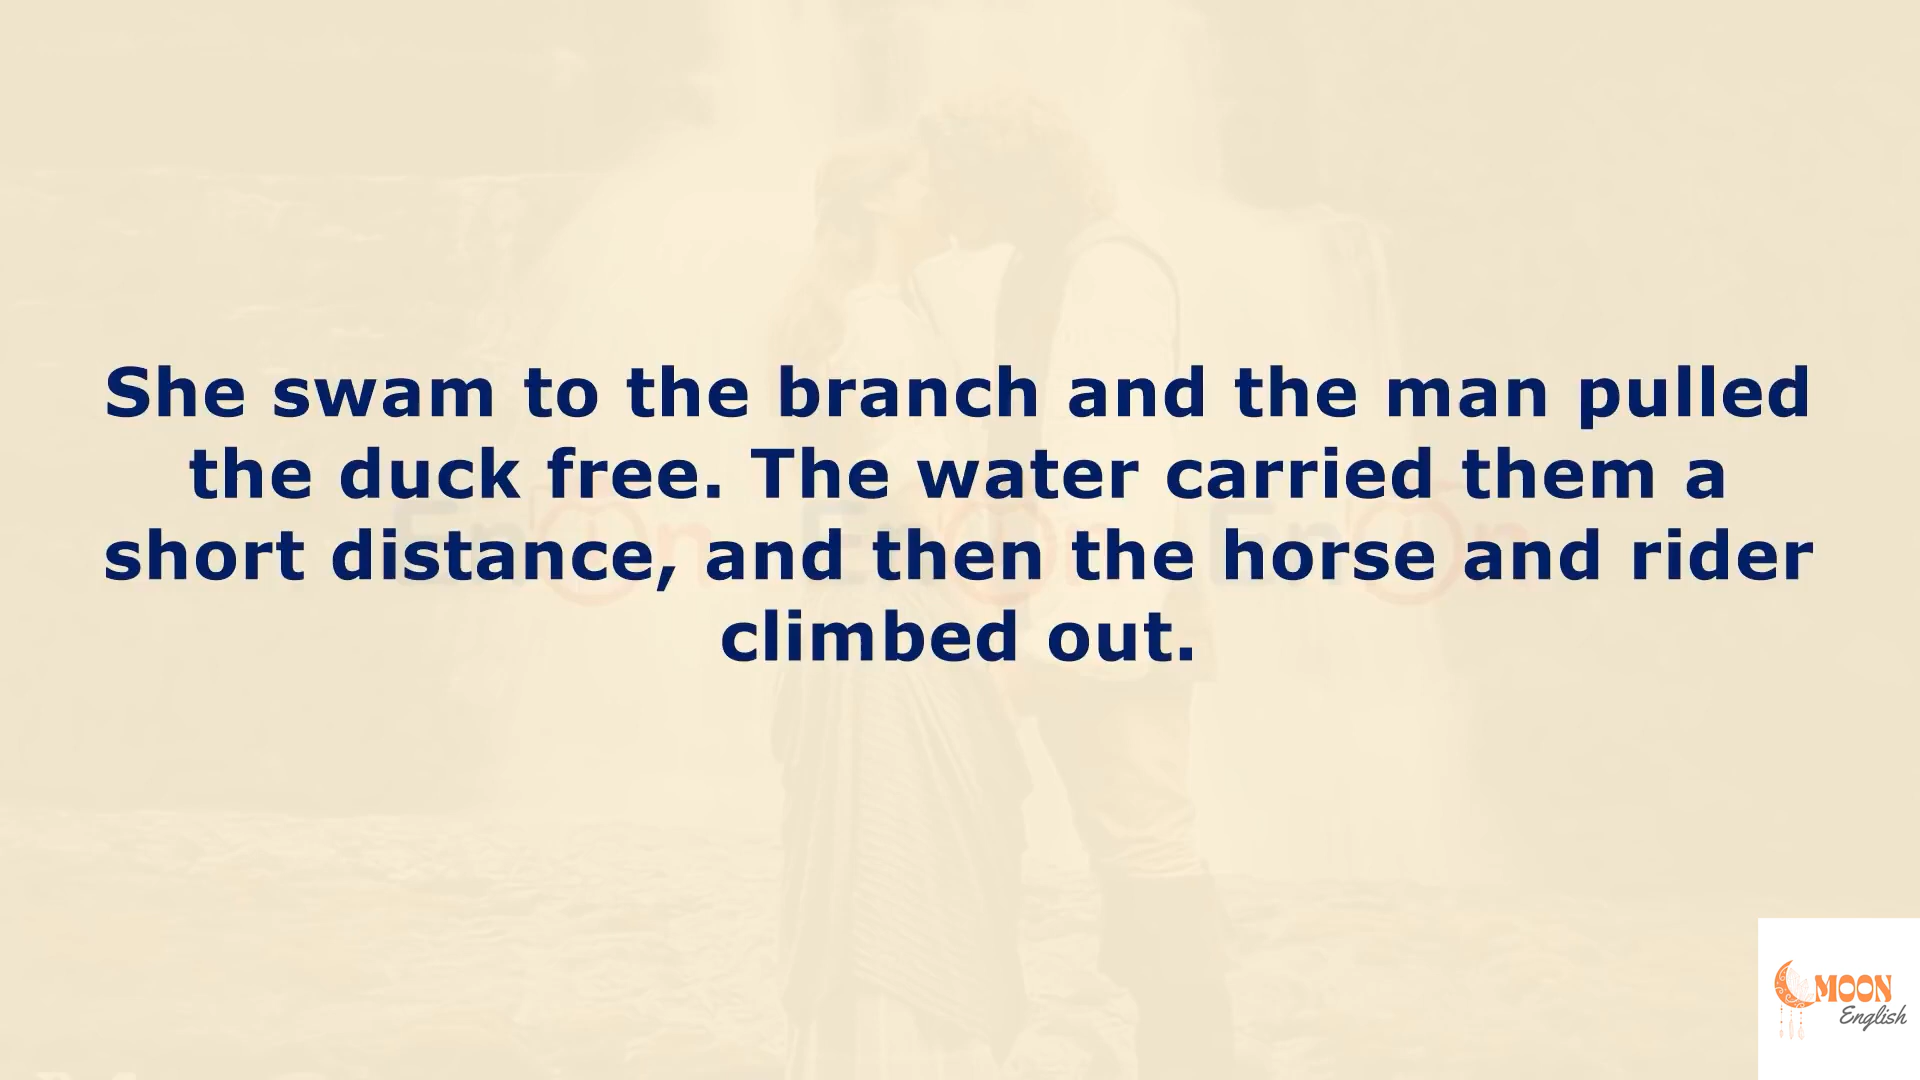 She swam to the branch and the man pulled
the duck free. The water carried them a
short distance, and then the horse and rider
climbed out.
MOON
English